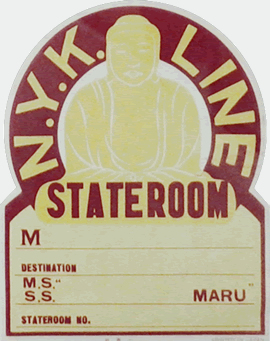 N.Y.K. LINE
STATEROOM
M
DESTINATION
M.S."
S.S. MARU"
STATEROOM NO.